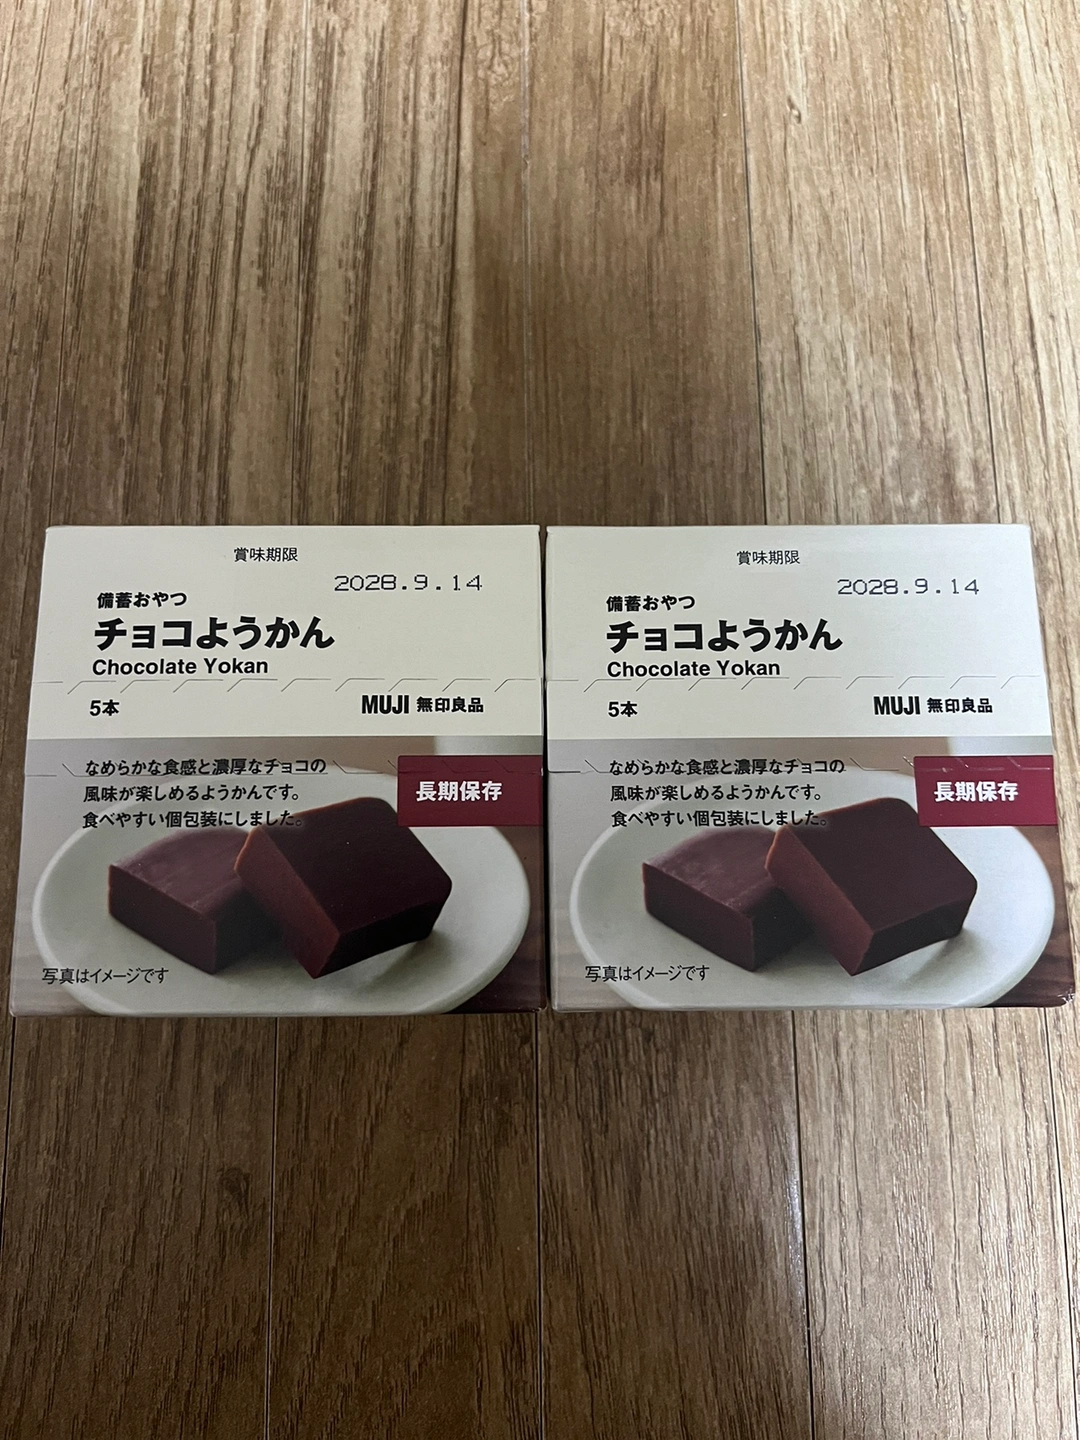 賞味期限
2028.9.14
備蓄おやつ
チョコようかん
Chocolate Yokan
5本
MUJI 無印良品
なめらかな食感と濃厚なチョコの
風味が楽しめるようかんです。
食べやすい個包装にしました。
長期保存
写真はイメージです
賞味期限
2028.9.14
備蓄おやつ
チョコようかん
Chocolate Yokan
5本
MUJI 無印良品
なめらかな食感と濃厚なチョコの
風味が楽しめるようかんです。
食べやすい個包装にしました。
長期保存
写真はイメージです